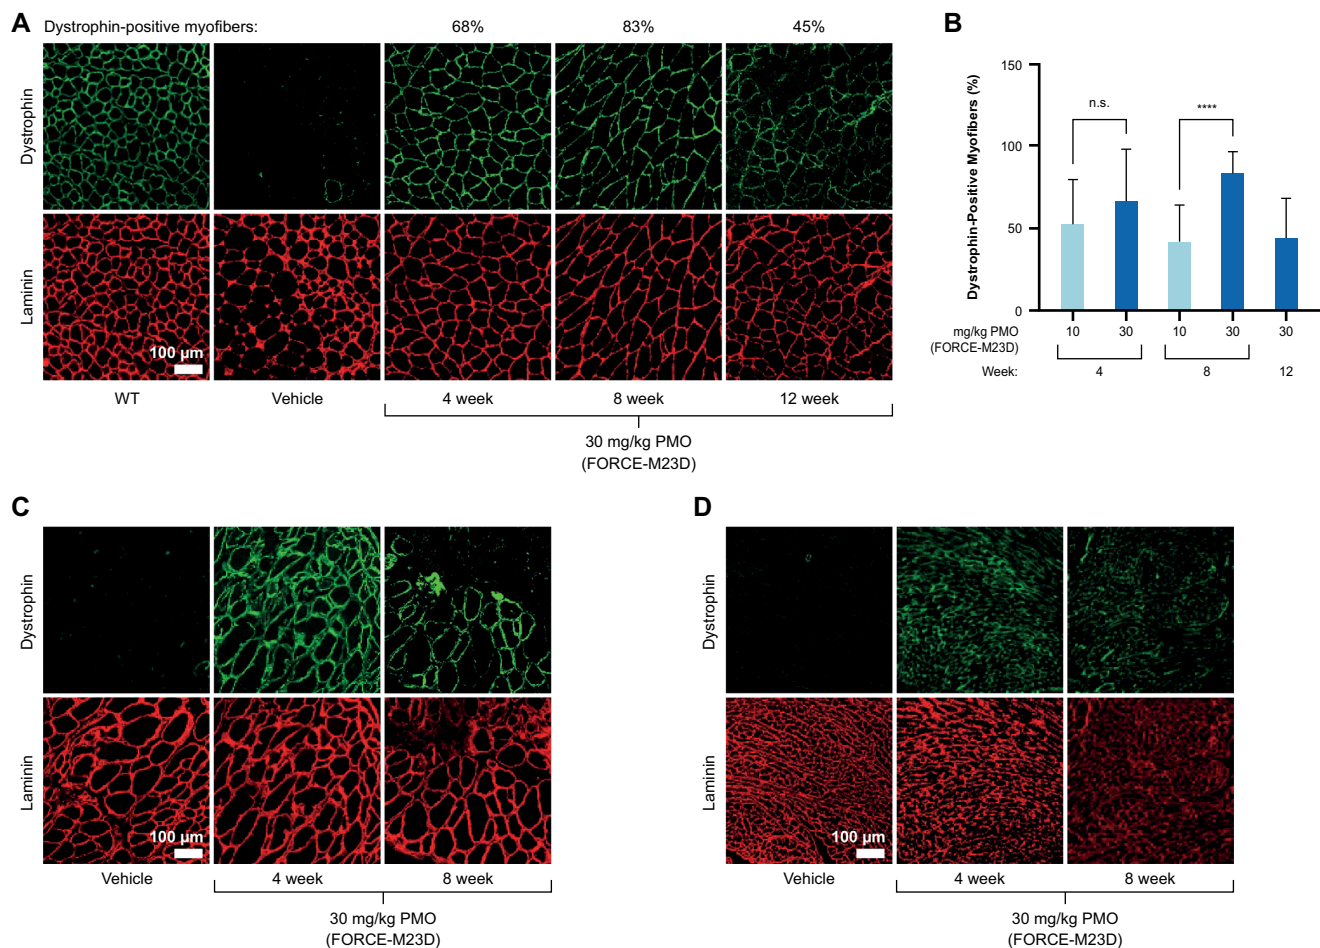 A
Dystrophin-positive myofibers:
68%
83%
45%
Dystrophin
Laminin
100 µm
WT
Vehicle
4 week
8 week
12 week
30 mg/kg PMO
(FORCE-M23D)
B
Dystrophin-Positive Myofibers (%)
150
100
50
0
n.s.
****
mg/kg PMO
(FORCE-M23D)
10
30
10
30
30
Week:
4
8
12
C
Dystrophin
Laminin
100 µm
Vehicle
4 week
8 week
30 mg/kg PMO
(FORCE-M23D)
D
Dystrophin
Laminin
100 µm
Vehicle
4 week
8 week
30 mg/kg PMO
(FORCE-M23D)